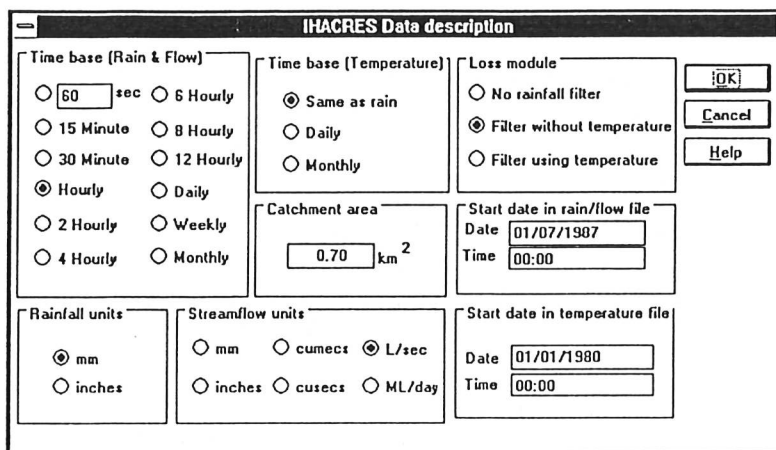 IHACRES Data description
Time base (Rain & Flow)
60 sec
6 Hourly
15 Minute
8 Hourly
30 Minute
12 Hourly
Hourly
Daily
2 Hourly
Weekly
4 Hourly
Monthly
Time base (Temperature)
Same as rain
Daily
Monthly
Loss module
No rainfall filter
Filter without temperature
Filter using temperature
OK
Cancel
Help
Catchment area
0.70 km 2
Start date in rain/flow file
Date 01/07/1987
Time 00:00
Rainfall units
mm
inches
Streamflow units
mm cumecs L/sec
inches cusecs ML/day
Start date in temperature file
Date 01/01/1980
Time 00:00